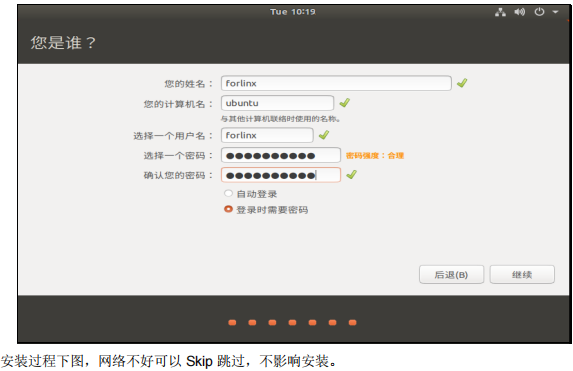 Tue 10:19
您是谁？
您的姓名： forlinx
您的计算机名： ubuntu
与其他计算机联络时使用的名称。
选择一个用户名： forlinx
选择一个密码： ●●●●●●●●●● 密码强度：合理
确认您的密码： ●●●●●●●●●●
自动登录
登录时需要密码
后退(B) 继续
安装过程下图，网络不好可以 Skip 跳过，不影响安装。